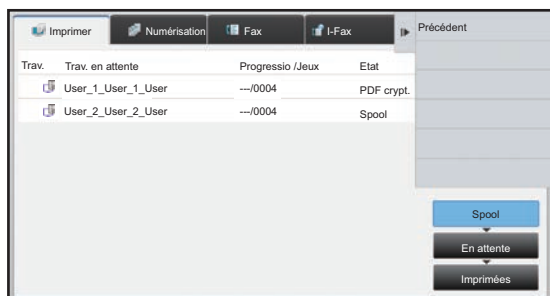 Imprimer Numérisation Fax I-Fax Précédent
Trav. Trav. en attente Progressio /Jeux Etat
User_1_User_1_User ---/0004 PDF crypt.
User_2_User_2_User ---/0004 Spool
Spool
En attente
Imprimées